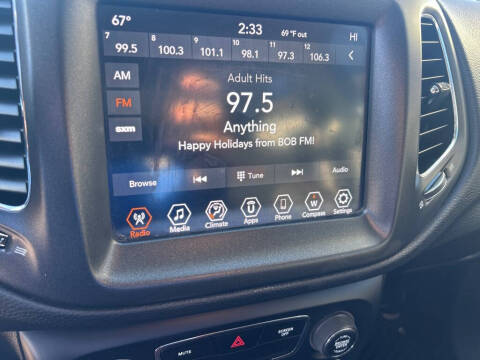 67° 2:33 69°F out HI
7 8 9 10 11 12
99.5 100.3 101.1 98.1 97.3 106.3
AM
FM
sxm
Adult Hits
97.5
Anything
Happy Holidays from BOB FM!
Browse Tune Audio
W
Radio Media Climate Apps Phone Compass Settings
MUTE SCREEN OFF